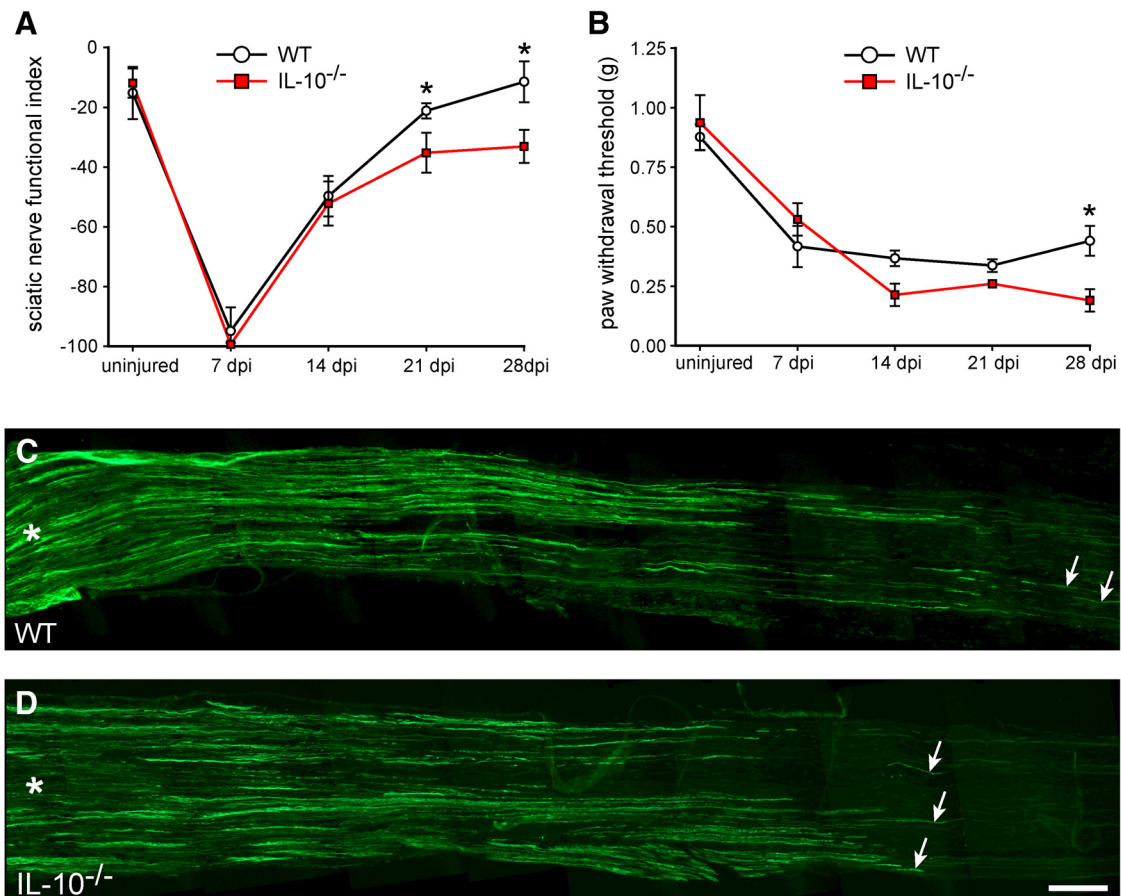 A
B
WT
IL-10-/-
sciatic nerve functional index
0
-20
-40
-60
-80
-100
uninjured 7 dpi 14 dpi 21 dpi 28dpi
* *
WT
IL-10-/-
paw withdrawal threshold (g)
1.25
1.00
0.75
0.50
0.25
0.00
uninjured 7 dpi 14 dpi 21 dpi 28 dpi
*
C
*
WT
D
*
IL-10-/-